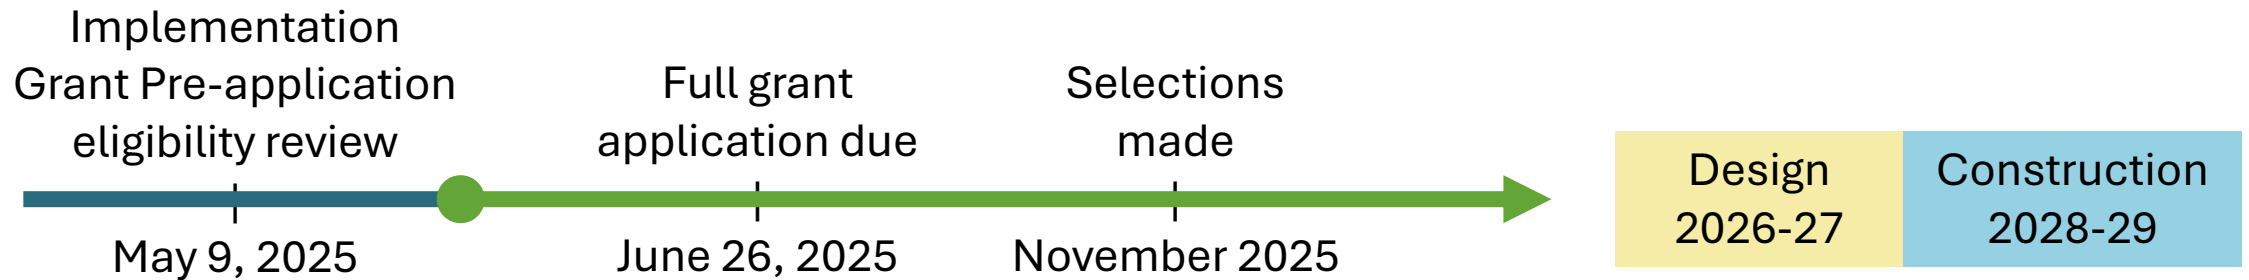 Implementation
Grant Pre-application
eligibility review
May 9, 2025
Full grant
application due
June 26, 2025
Selections
made
November 2025
Design
2026-27
Construction
2028-29